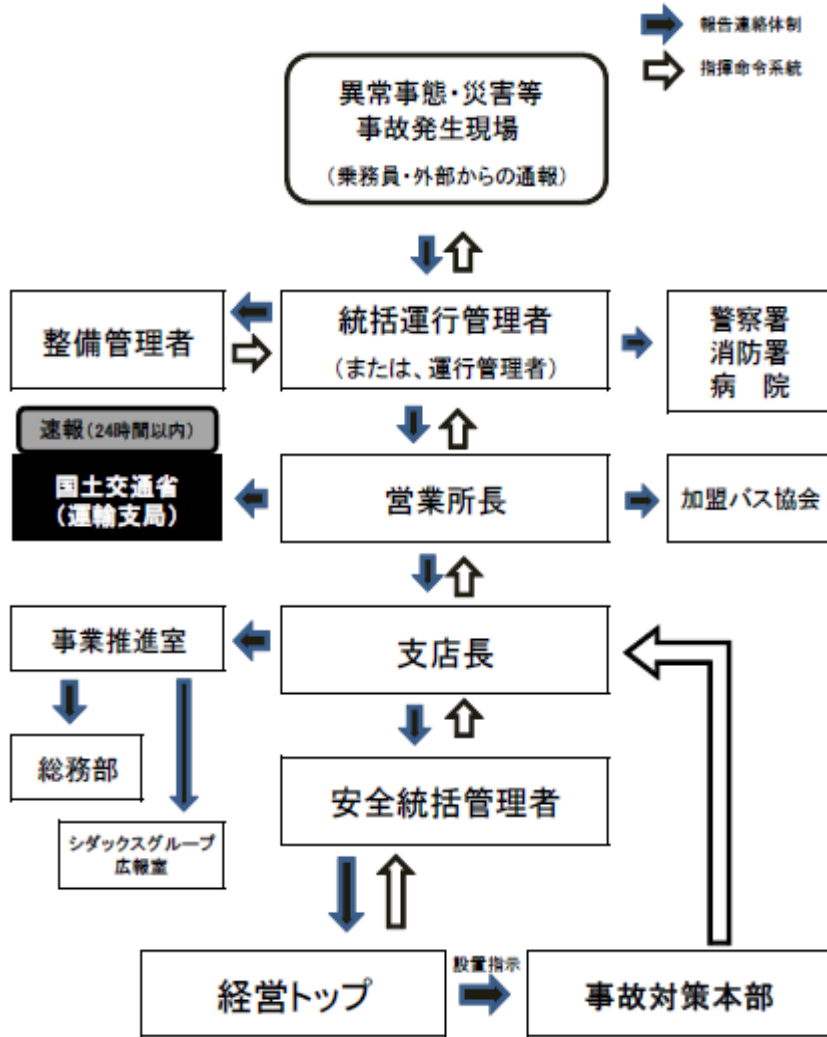 報告連絡体制
指揮命令系統
異常事態・災害等
事故発生現場
(乗務員・外部からの通報)
整備管理者
統括運行管理者
(または、運行管理者)
警察署
消防署
病　院
速報(24時間以内)
国土交通省
(運輸支局)
営業所長
加盟バス協会
事業推進室
支店長
総務部
安全統括管理者
シダックスグループ
広報室
経営トップ
設置指示
事故対策本部